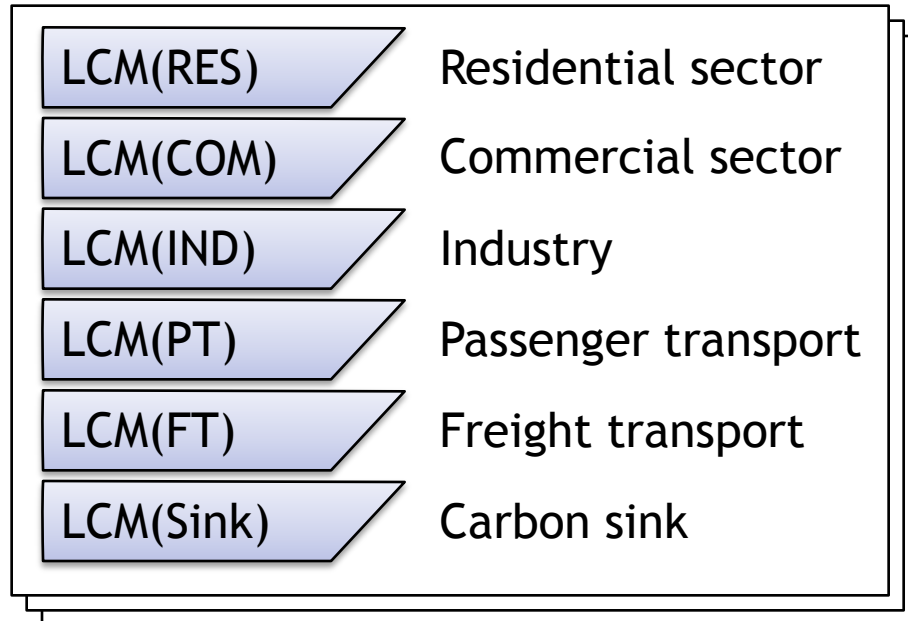 LCM(RES) Residential sector
LCM(COM) Commercial sector
LCM(IND) Industry
LCM(PT) Passenger transport
LCM(FT) Freight transport
LCM(Sink) Carbon sink